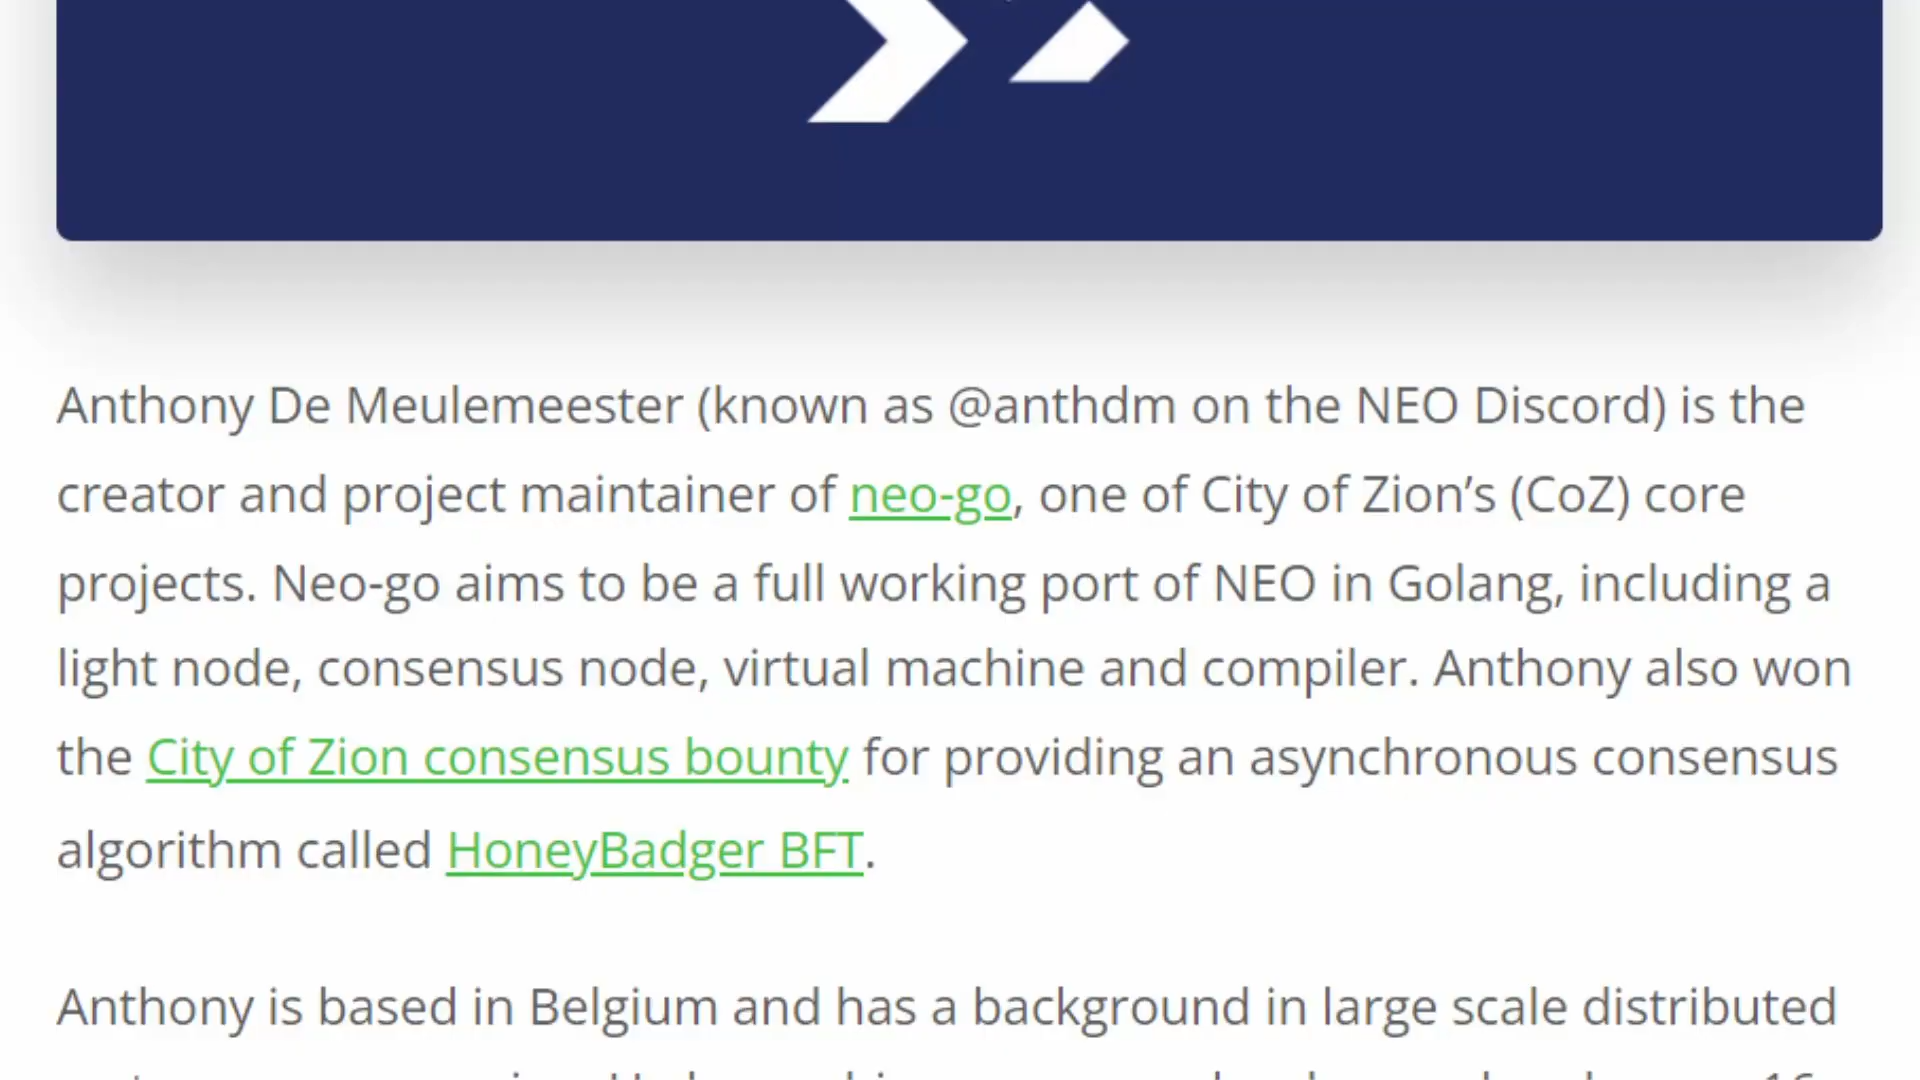 Anthony De Meulemeester (known as @anthdm on the NEO Discord) is the
creator and project maintainer of neo-go, one of City of Zion’s (CoZ) core
projects. Neo-go aims to be a full working port of NEO in Golang, including a
light node, consensus node, virtual machine and compiler. Anthony also won
the City of Zion consensus bounty for providing an asynchronous consensus
algorithm called HoneyBadger BFT.
Anthony is based in Belgium and has a background in large scale distributed